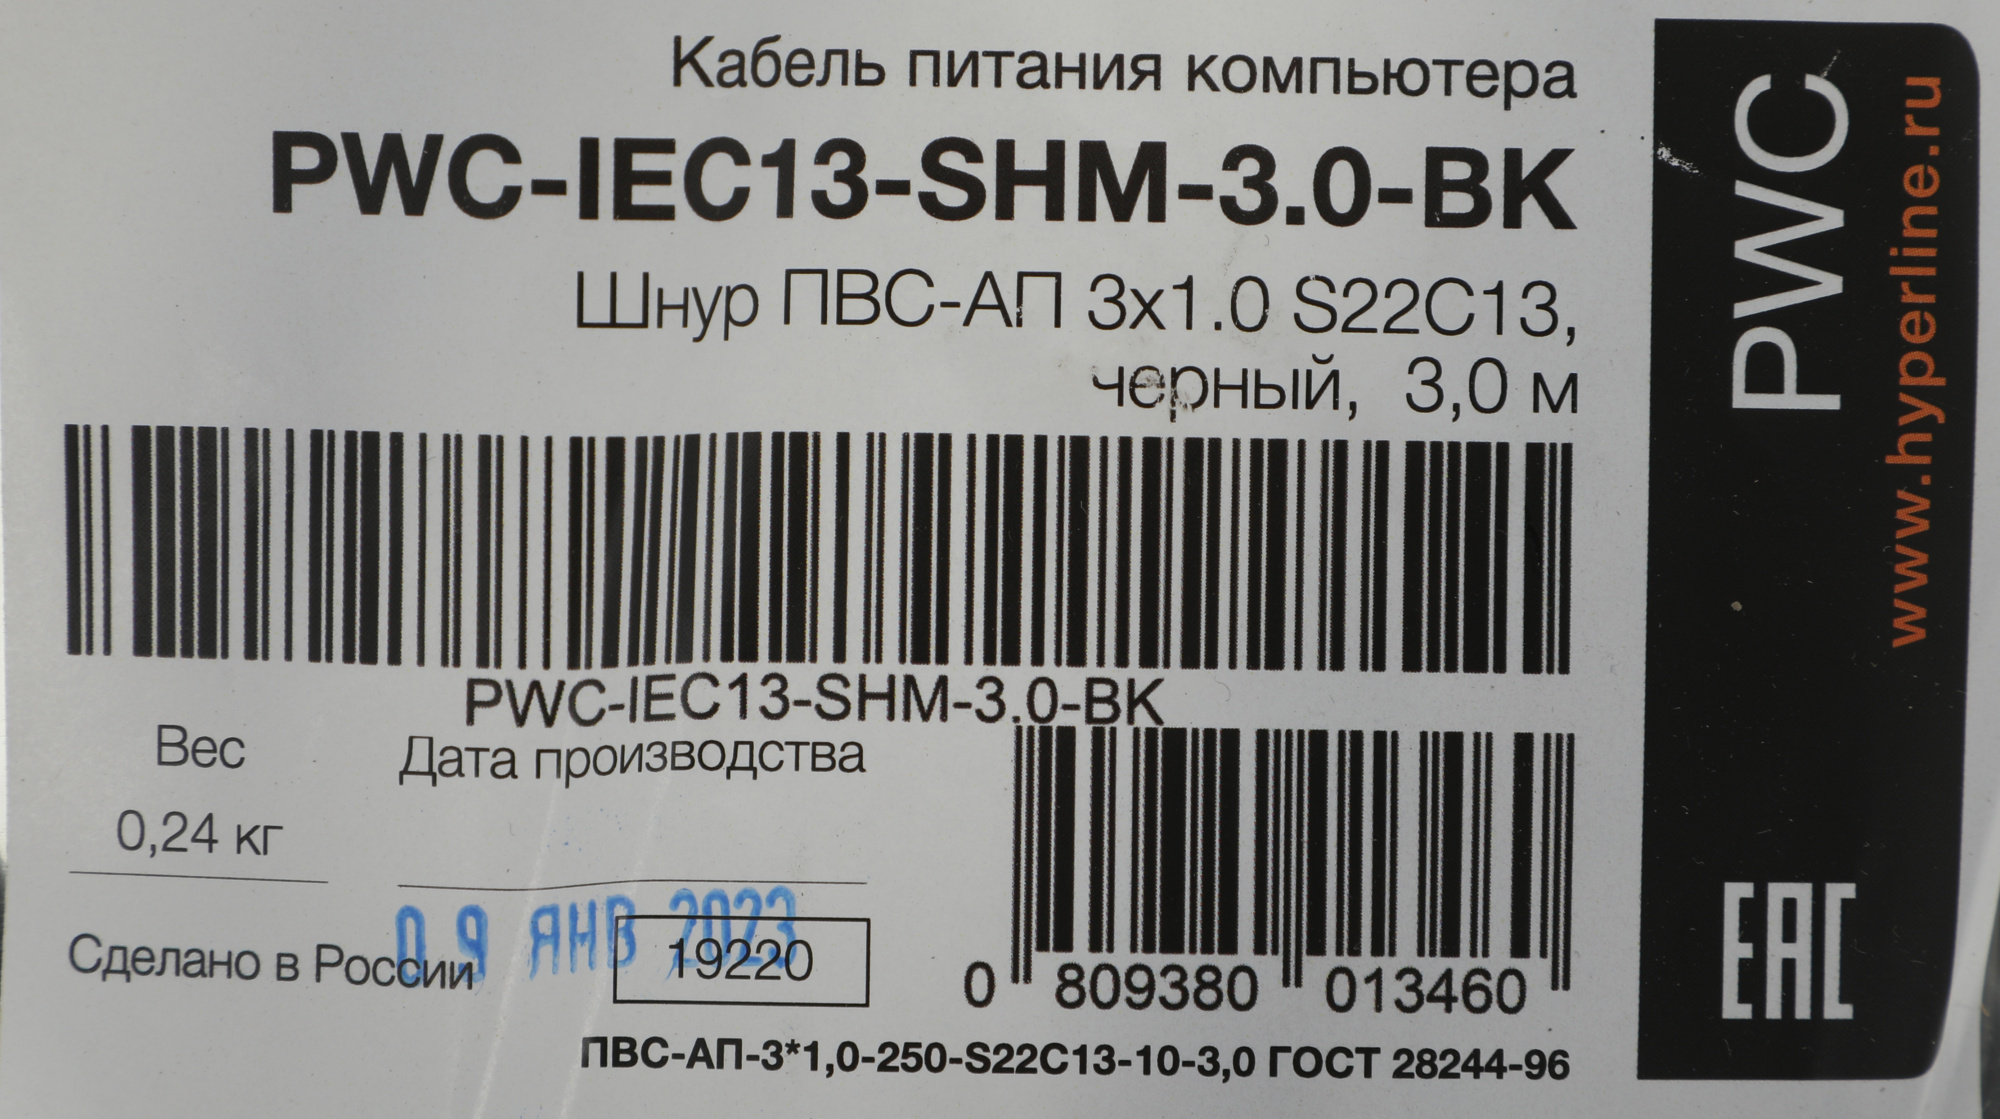 Кабель питания компьютера
PWC-IEC13-SHM-3.0-BK
Шнур ПВС-АП 3x1.0 S22C13,
черный, 3,0 м
PWC-IEC13-SHM-3.0-BK
Вес
Дата производства
0,24 кг
09 ЯНВ 2023
Сделано в России
19220
0 809380 013460
ПВС-АП-3*1,0-250-S22C13-10-3,0 ГОСТ 28244-96
PWC
www.hyperline.ru
EAC